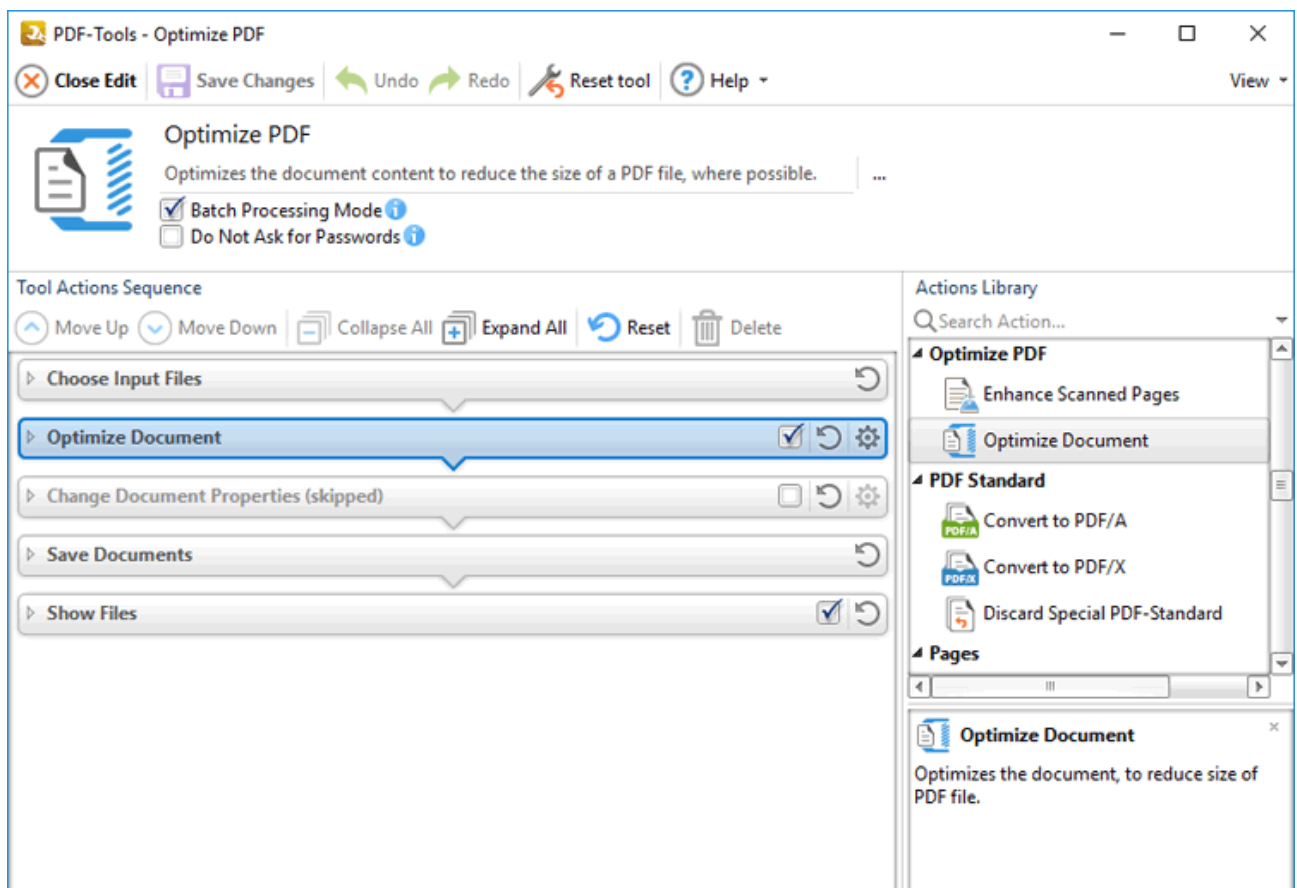 PDF-Tools - Optimize PDF
Close Edit Save Changes Undo Redo Reset tool ? Help View
Optimize PDF
Optimizes the document content to reduce the size of a PDF file, where possible. ...
Batch Processing Mode i
Do Not Ask for Passwords i
Tool Actions Sequence
Move Up Move Down Collapse All Expand All Reset Delete
Choose Input Files
Optimize Document
Change Document Properties (skipped)
Save Documents
Show Files
Actions Library
Search Action...
Optimize PDF
Enhance Scanned Pages
Optimize Document
PDF Standard
PDF/A Convert to PDF/A
PDF/X Convert to PDF/X
Discard Special PDF-Standard
Pages
Optimize Document
Optimizes the document, to reduce size of
PDF file.